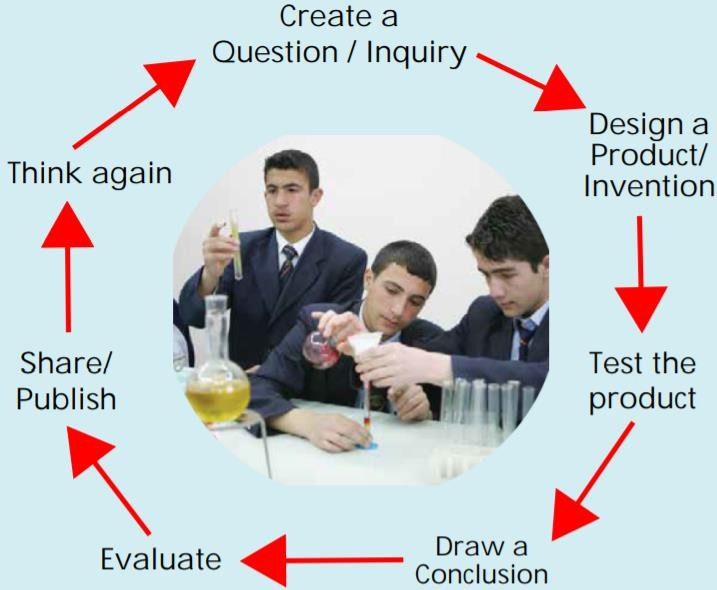 Create a
Question / Inquiry
Design a
Product/
Invention
Test the
product
Draw a
Conclusion
Evaluate
Share/
Publish
Think again